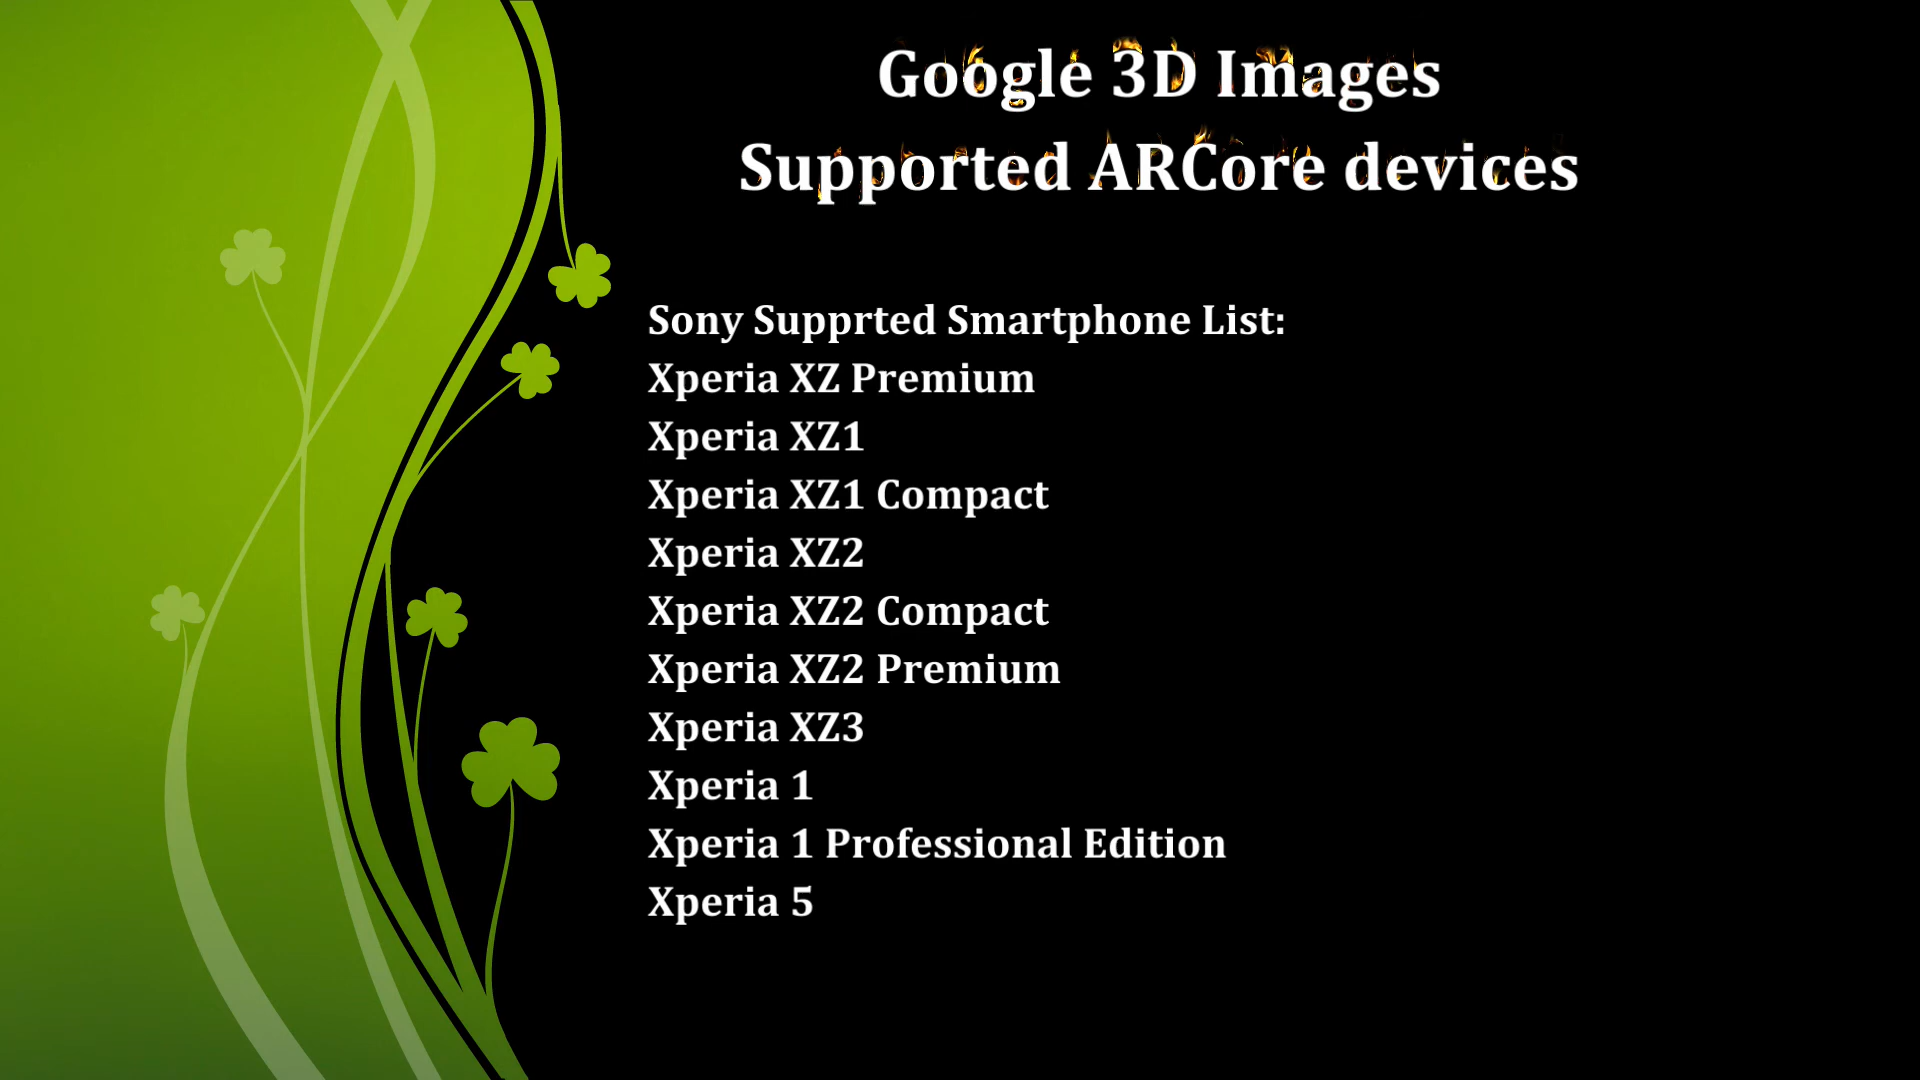 Google 3D Images
Supported ARCore devices
Sony Supprted Smartphone List:
Xperia XZ Premium
Xperia XZ1
Xperia XZ1 Compact
Xperia XZ2
Xperia XZ2 Compact
Xperia XZ2 Premium
Xperia XZ3
Xperia 1
Xperia 1 Professional Edition
Xperia 5